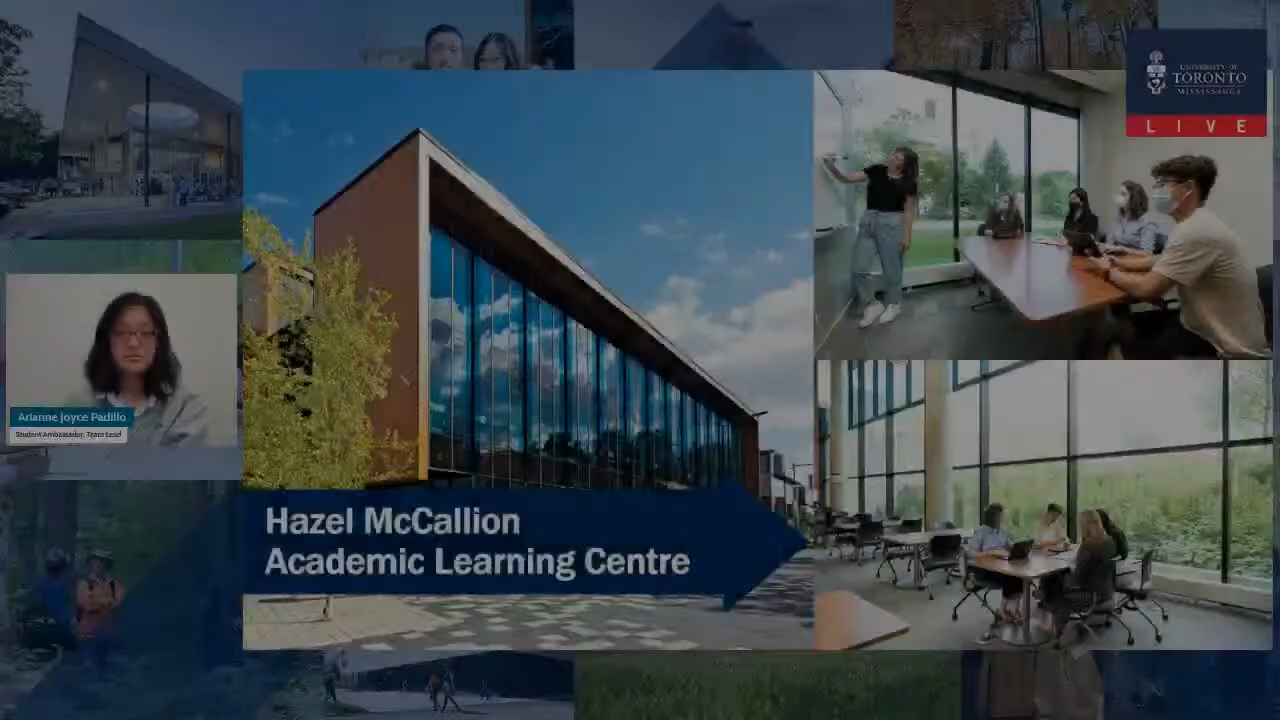 UNIVERSITY OF
TORONTO
MISSISSAUGA
LIVE
Arianne Joyce Padillo
Student Ambassador, Team Lead
Hazel McCallion
Academic Learning Centre